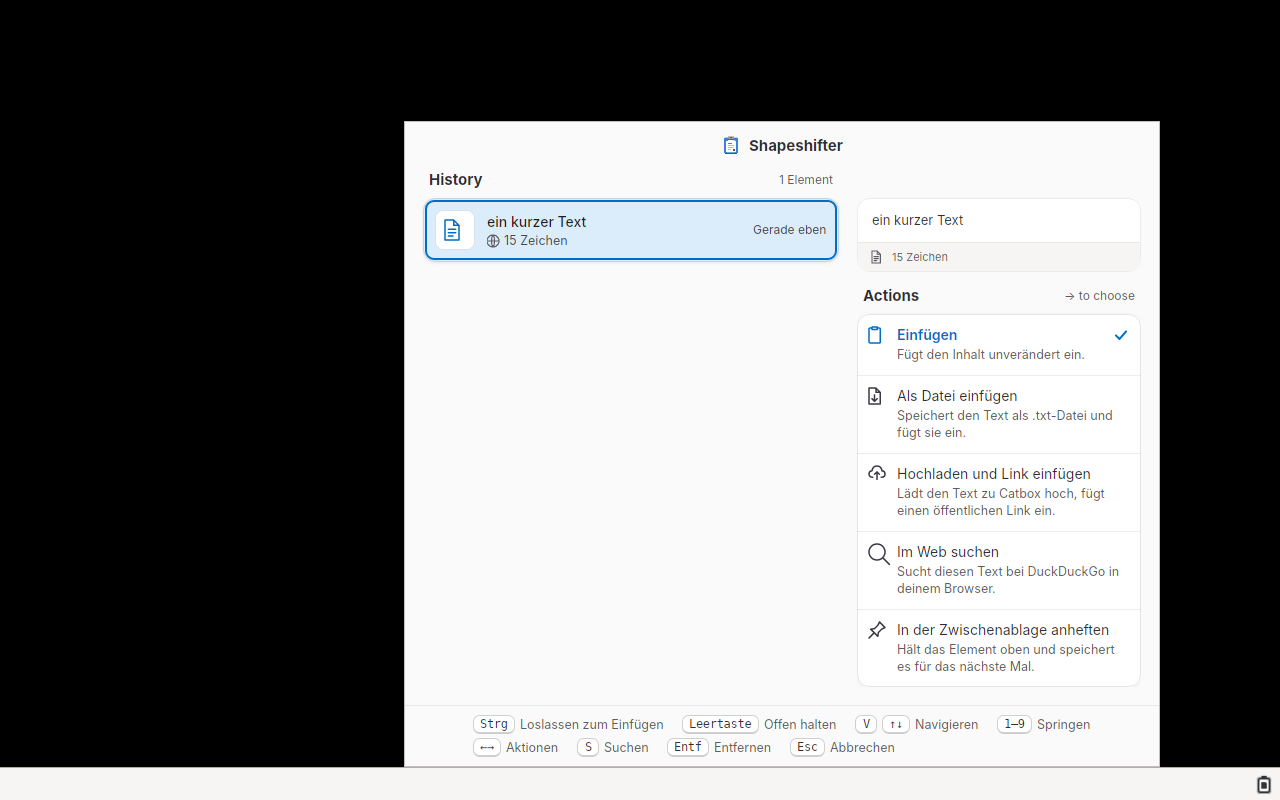 Shapeshifter
History
1 Element
ein kurzer Text
15 Zeichen
Gerade eben
ein kurzer Text
15 Zeichen
Actions
→ to choose
Einfügen
Fügt den Inhalt unverändert ein.
Als Datei einfügen
Speichert den Text als .txt-Datei und
fügt sie ein.
Hochladen und Link einfügen
Lädt den Text zu Catbox hoch, fügt
einen öffentlichen Link ein.
Im Web suchen
Sucht diesen Text bei DuckDuckGo in
deinem Browser.
In der Zwischenablage anheften
Hält das Element oben und speichert
es für das nächste Mal.
Strg Loslassen zum Einfügen Leertaste Offen halten V ↑↓ Navigieren 1–9 Springen
←→ Aktionen S Suchen Entf Entfernen Esc Abbrechen